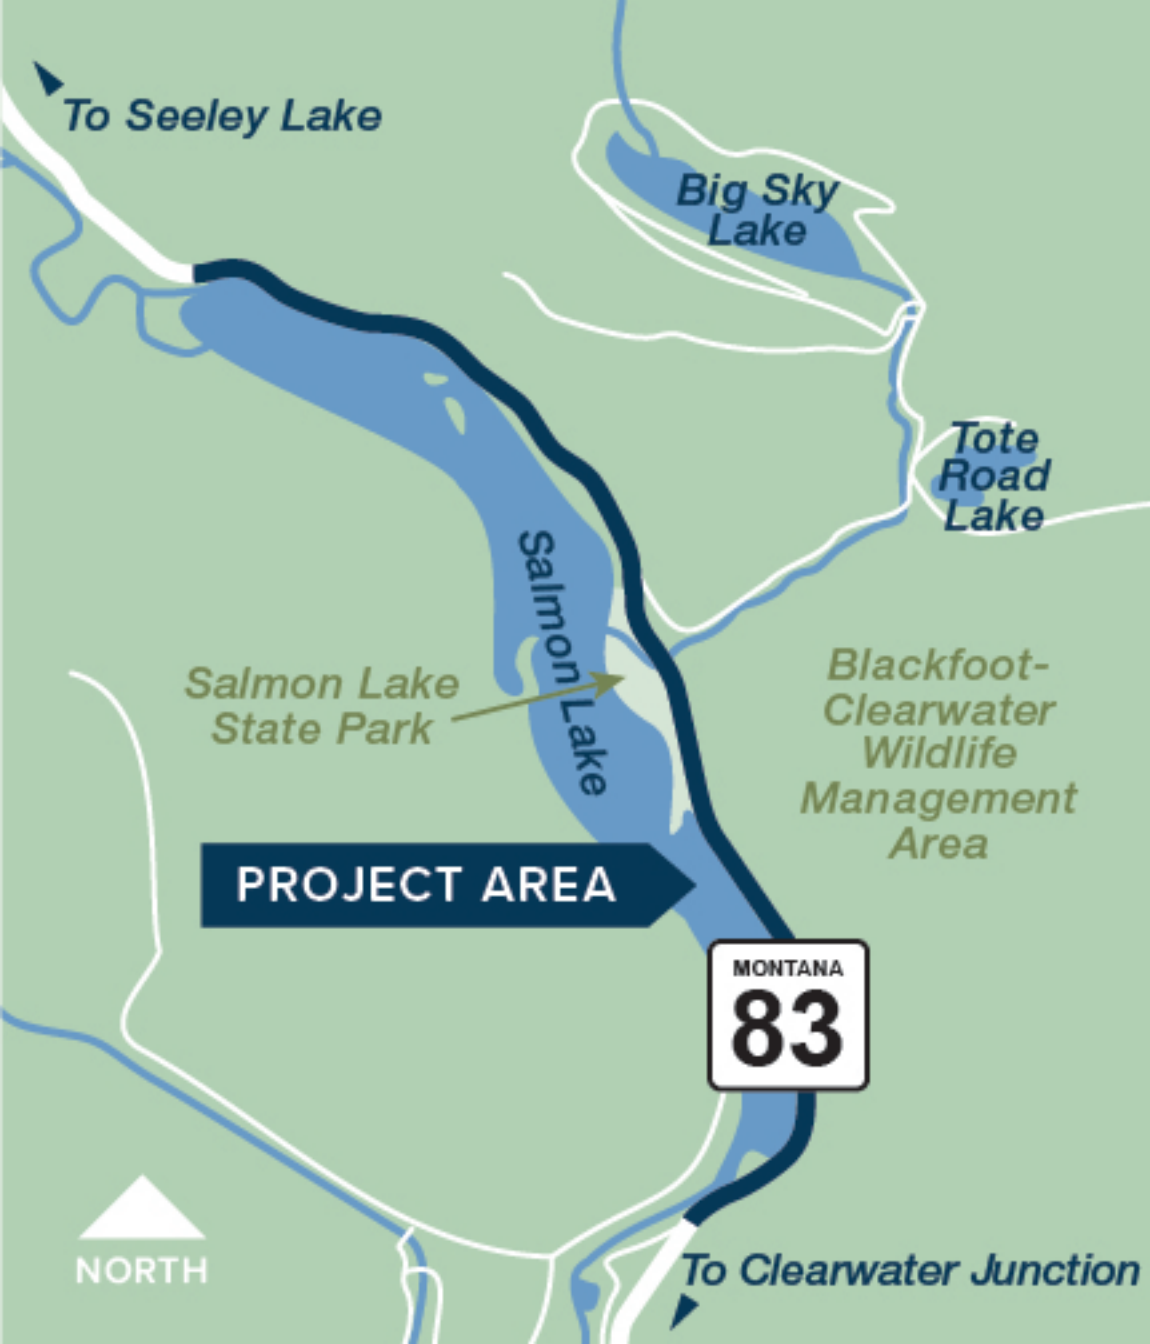 To Seeley Lake
Big Sky
Lake
Tote
Road
Lake
Salmon Lake
Salmon Lake
State Park
Blackfoot-
Clearwater
Wildlife
Management
Area
PROJECT AREA
MONTANA
83
NORTH
To Clearwater Junction